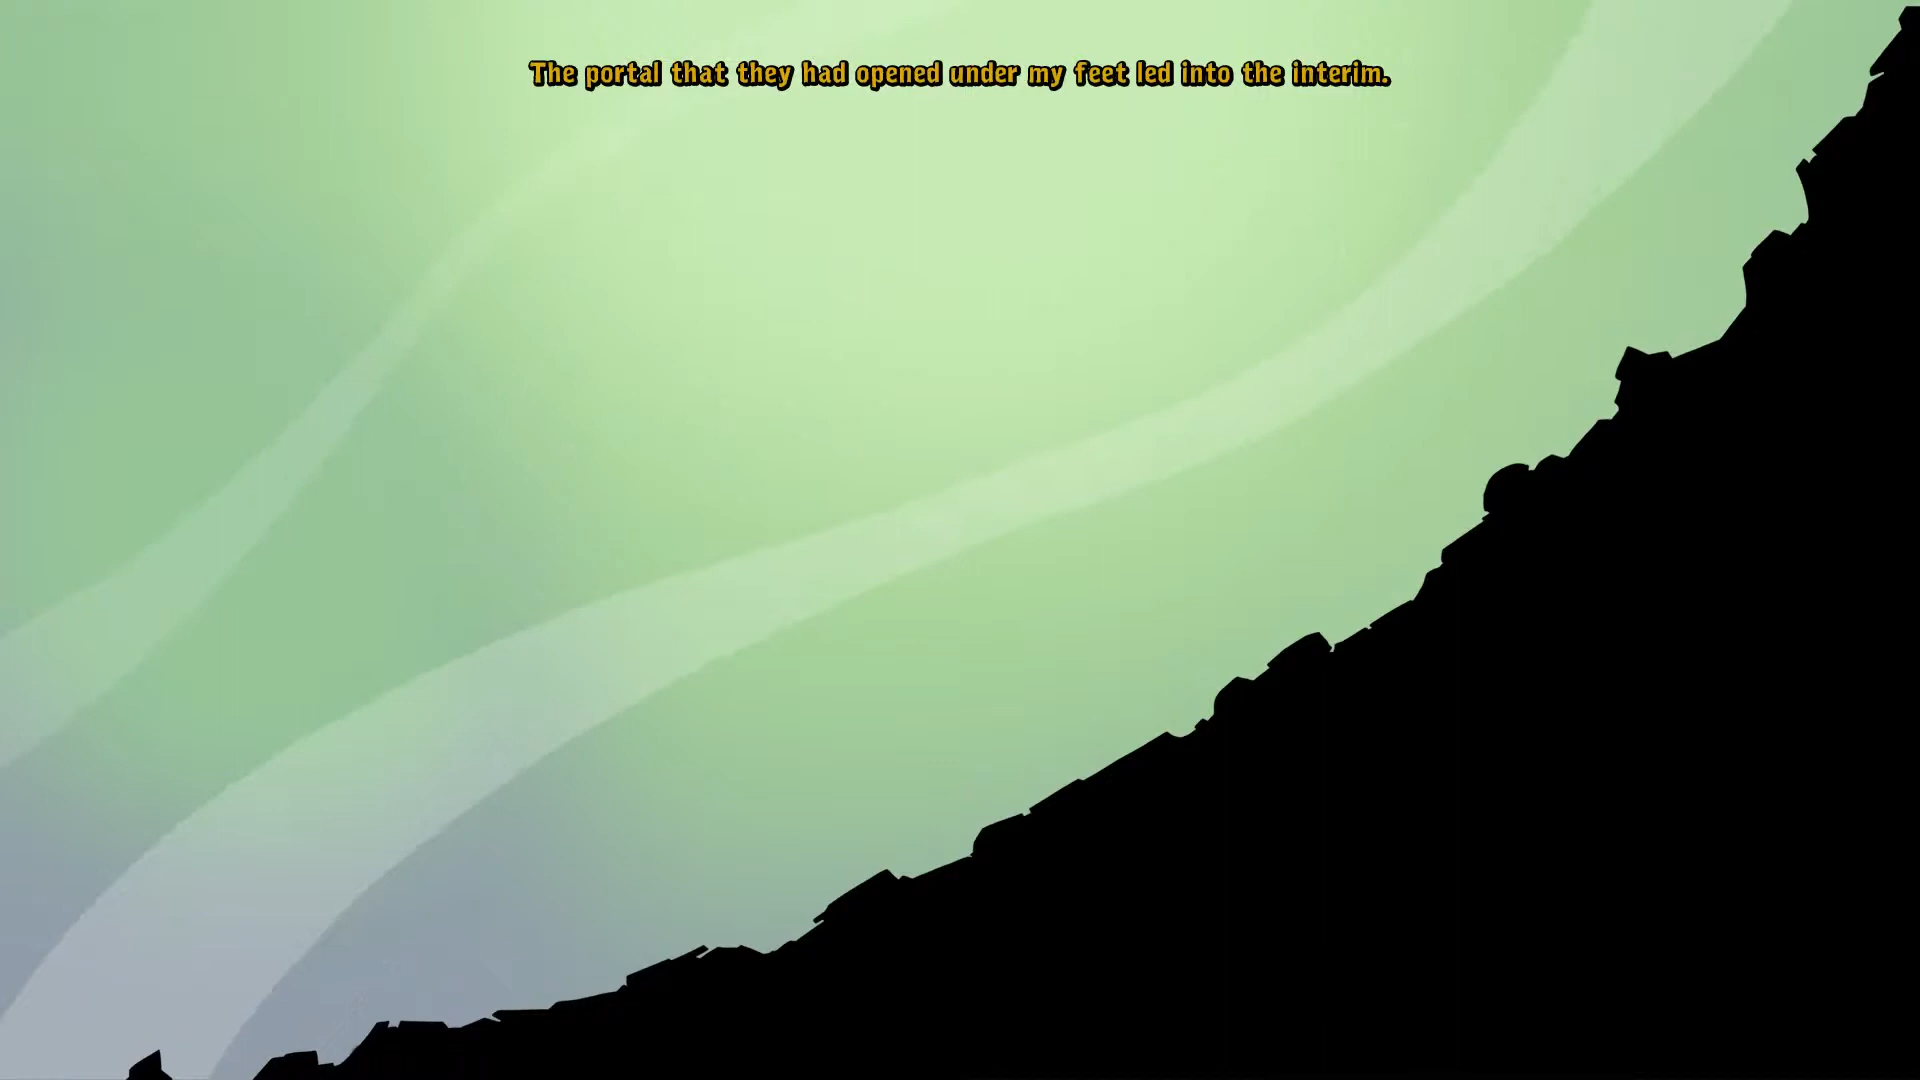 The portal that they had opened under my feet led into the interim.